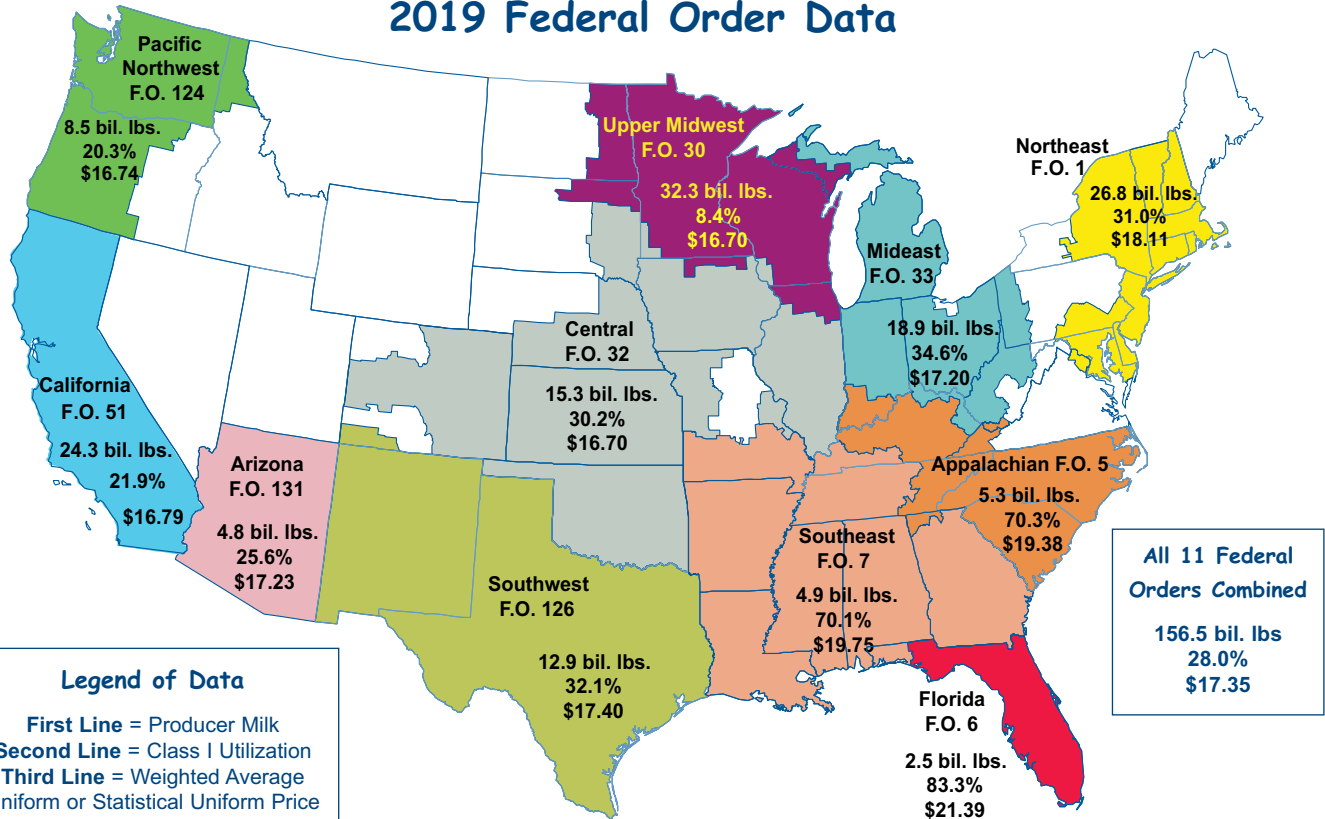 2019 Federal Order Data
Pacific
Northwest
F.O. 124
8.5 bil. lbs.
20.3%
$16.74
Upper Midwest
F.O. 30
32.3 bil. lbs.
8.4%
$16.70
Northeast
F.O. 1
26.8 bil. lbs.
31.0%
$18.11
Mideast
F.O. 33
18.9 bil. lbs.
34.6%
$17.20
Central
F.O. 32
15.3 bil. lbs.
30.2%
$16.70
California
F.O. 51
24.3 bil. lbs.
21.9%
$16.79
Arizona
F.O. 131
4.8 bil. lbs.
25.6%
$17.23
Appalachian F.O. 5
5.3 bil. lbs.
70.3%
$19.38
Southeast
F.O. 7
4.9 bil. lbs.
70.1%
$19.75
Southwest
F.O. 126
12.9 bil. lbs.
32.1%
$17.40
Florida
F.O. 6
2.5 bil. lbs.
83.3%
$21.39
All 11 Federal
Orders Combined
156.5 bil. lbs
28.0%
$17.35
Legend of Data
First Line = Producer Milk
Second Line = Class I Utilization
Third Line = Weighted Average
niform or Statistical Uniform Price